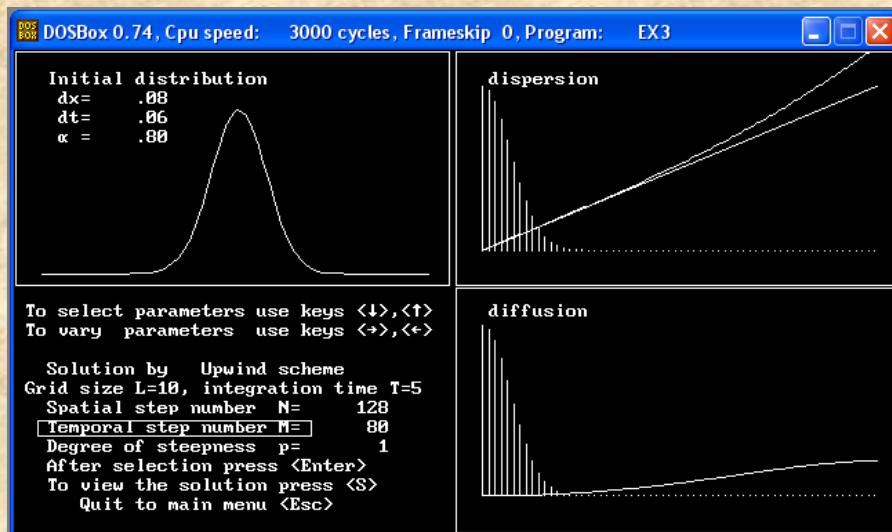 DOSBox 0.74, Cpu speed: 3000 cycles, Frameskip 0, Program: EX3
Initial distribution
dx= .08
dt= .06
α = .80
dispersion
To select parameters use keys <↓>,<↑>
To vary parameters use keys <→>,<←>
Solution by Upwind scheme
Grid size L=10, integration time T=5
Spatial step number N= 128
Temporal step number M= 80
Degree of steepness p= 1
After selection press <Enter>
To view the solution press <S>
Quit to main menu <Esc>
diffusion